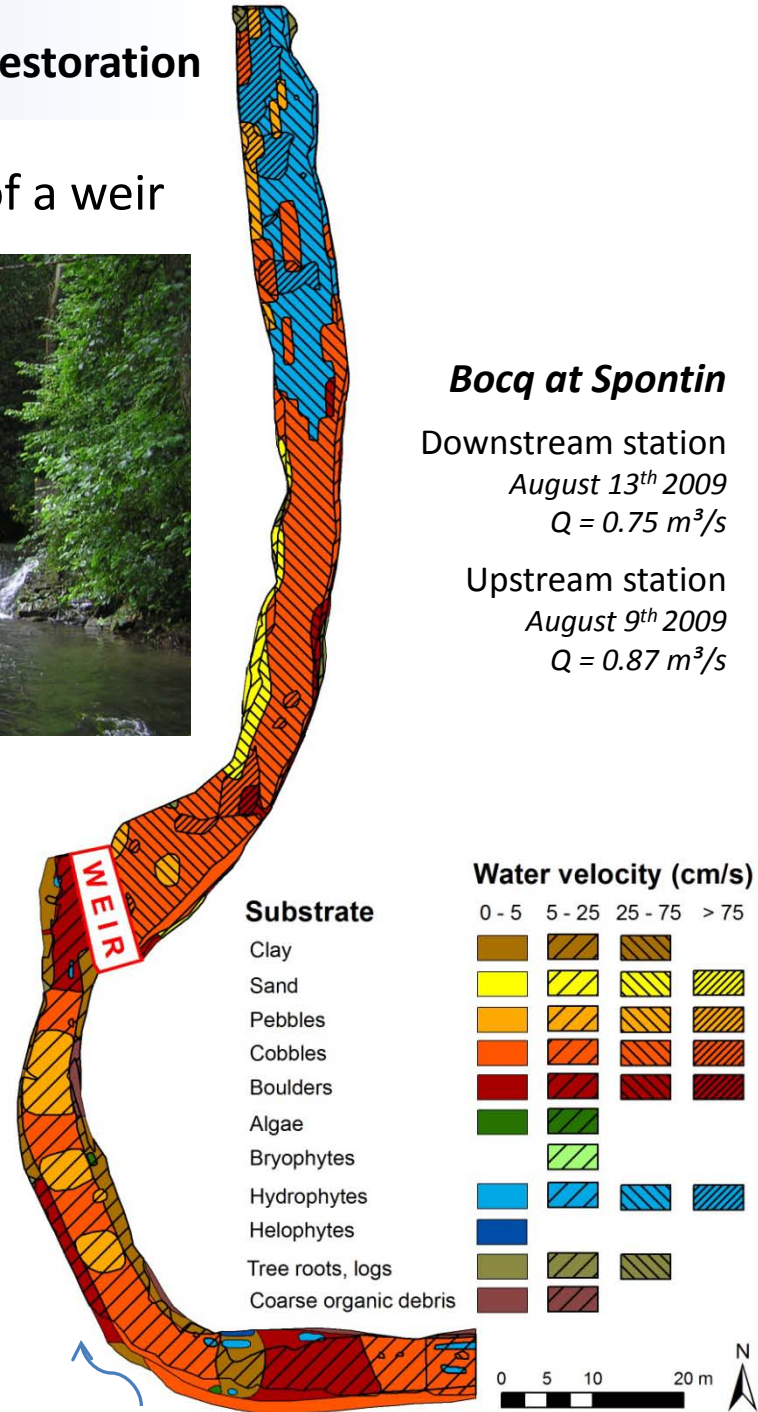 estoration
of a weir
Bocq at Spontin
Downstream station
August 13th 2009
Q = 0.75 m³/s
Upstream station
August 9th 2009
Q = 0.87 m³/s
WEIR
Water velocity (cm/s)
Substrate 0 - 5 5 - 25 25 - 75 > 75
Clay
Sand
Pebbles
Cobbles
Boulders
Algae
Bryophytes
Hydrophytes
Helophytes
Tree roots, logs
Coarse organic debris
N
0 5 10 20 m